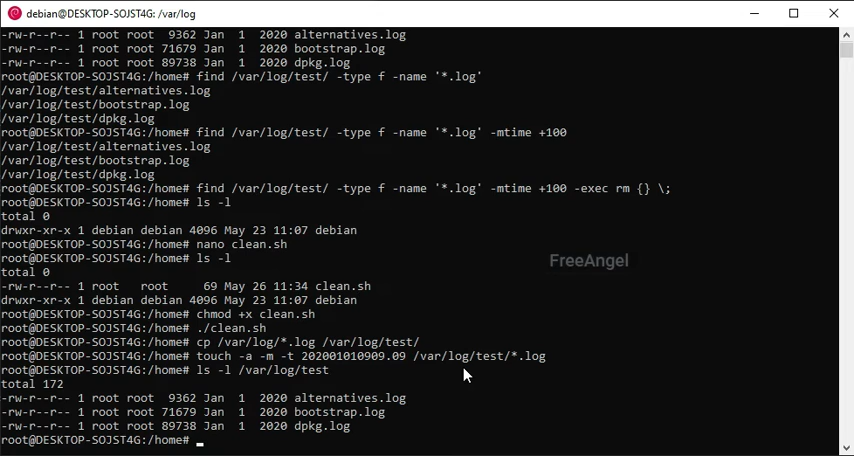 debian@DESKTOP-SOJST4G: /var/log
-rw-r--r-- 1 root root  9362 Jan  1  2020 alternatives.log
-rw-r--r-- 1 root root 71679 Jan  1  2020 bootstrap.log
-rw-r--r-- 1 root root 89738 Jan  1  2020 dpkg.log
root@DESKTOP-SOJST4G:/home# find /var/log/test/ -type f -name '*.log'
/var/log/test/alternatives.log
/var/log/test/bootstrap.log
/var/log/test/dpkg.log
root@DESKTOP-SOJST4G:/home# find /var/log/test/ -type f -name '*.log' -mtime +100
/var/log/test/alternatives.log
/var/log/test/bootstrap.log
/var/log/test/dpkg.log
root@DESKTOP-SOJST4G:/home# find /var/log/test/ -type f -name '*.log' -mtime +100 -exec rm {} \;
root@DESKTOP-SOJST4G:/home# ls -l
total 0
drwxr-xr-x 1 debian debian 4096 May 23 11:07 debian
root@DESKTOP-SOJST4G:/home# nano clean.sh
root@DESKTOP-SOJST4G:/home# ls -l
total 0
-rw-r--r-- 1 root   root     69 May 26 11:34 clean.sh
drwxr-xr-x 1 debian debian 4096 May 23 11:07 debian
root@DESKTOP-SOJST4G:/home# chmod +x clean.sh
root@DESKTOP-SOJST4G:/home# ./clean.sh
root@DESKTOP-SOJST4G:/home# cp /var/log/*.log /var/log/test/
root@DESKTOP-SOJST4G:/home# touch -a -m -t 202001010909.09 /var/log/test/*.log
root@DESKTOP-SOJST4G:/home# ls -l /var/log/test
total 172
-rw-r--r-- 1 root root  9362 Jan  1  2020 alternatives.log
-rw-r--r-- 1 root root 71679 Jan  1  2020 bootstrap.log
-rw-r--r-- 1 root root 89738 Jan  1  2020 dpkg.log
root@DESKTOP-SOJST4G:/home#
FreeAngel